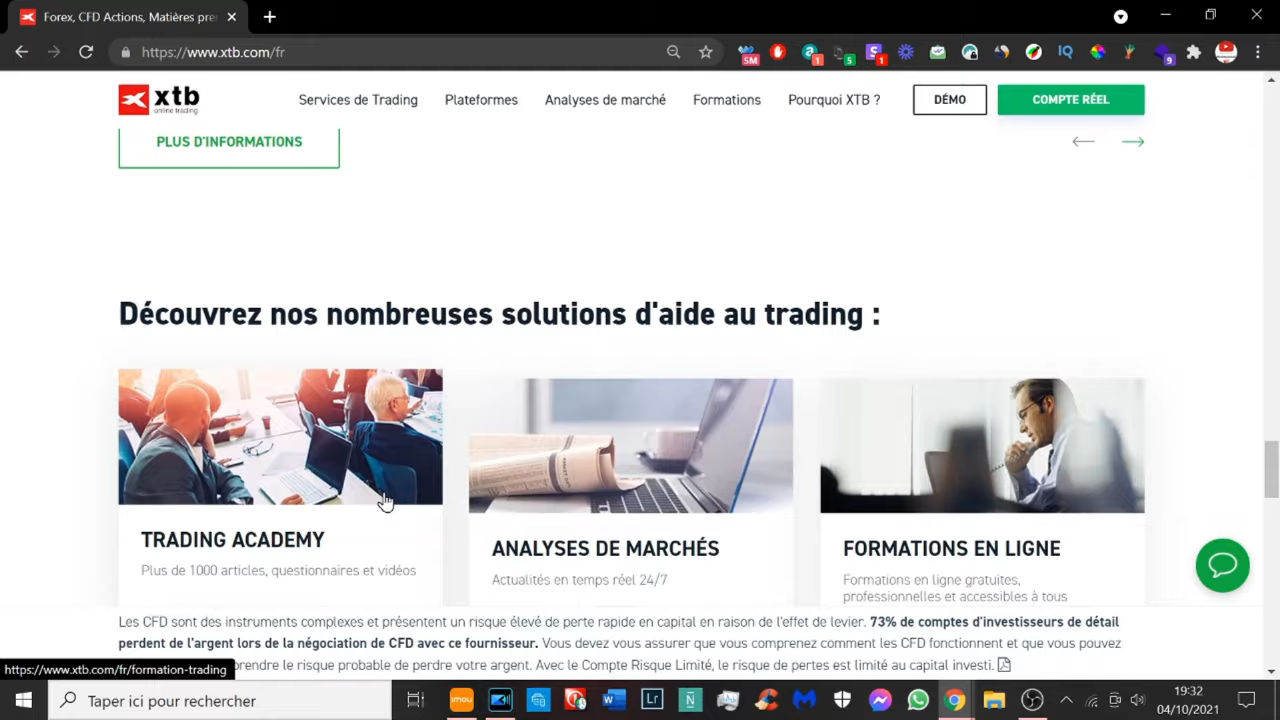 Forex, CFD Actions, Matières pre
https://www.xtb.com/fr
5M
1
5
1
IQ
9
xtb
online trading
Services de Trading
Plateformes
Analyses de marché
Formations
Pourquoi XTB ?
DÉMO
COMPTE RÉEL
PLUS D'INFORMATIONS
Découvrez nos nombreuses solutions d'aide au trading :
TRADING ACADEMY
Plus de 1000 articles, questionnaires et vidéos
ANALYSES DE MARCHÉS
Actualités en temps réel 24/7
FORMATIONS EN LIGNE
Formations en ligne gratuites,
professionnelles et accessibles à tous
Les CFD sont des instruments complexes et présentent un risque élevé de perte rapide en capital en raison de l'effet de levier. 73% de comptes d'investisseurs de détail
perdent de l'argent lors de la négociation de CFD avec ce fournisseur. Vous devez vous assurer que vous comprenez comment les CFD fonctionnent et que vous pouvez
prendre le risque probable de perdre votre argent. Avec le Compte Risque Limité, le risque de pertes est limité au capital investi.
https://www.xtb.com/fr/formation-trading
Taper ici pour rechercher
imou
W
Lr
N
19:32
04/10/2021